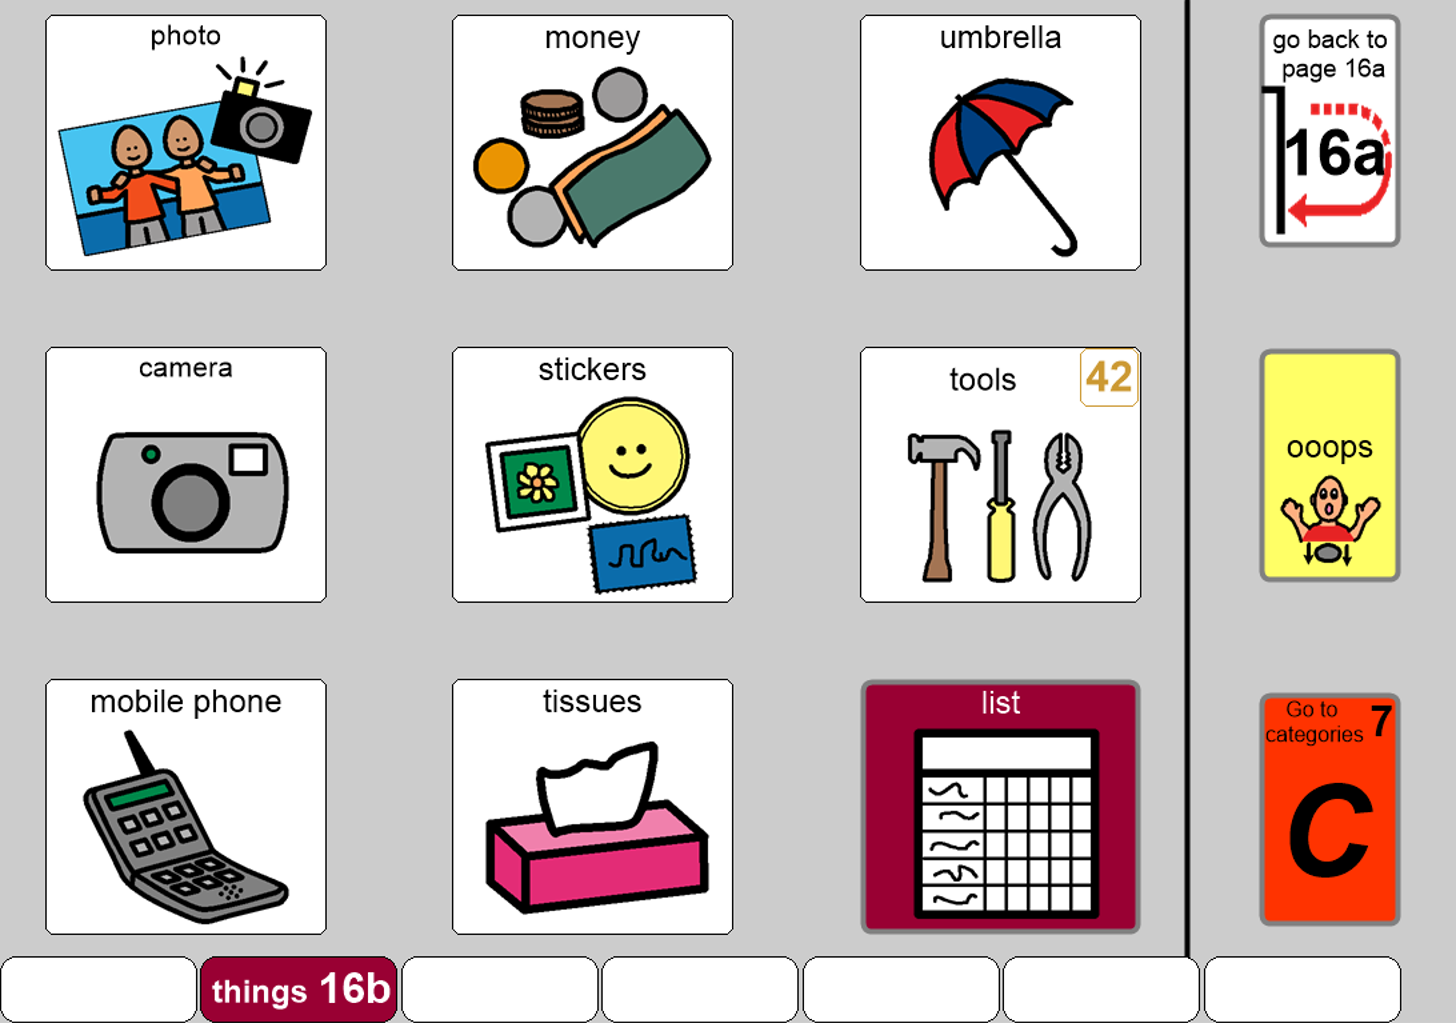 photo
money
umbrella
go back to
page 16a
16a
camera
stickers
tools
42
ooops
mobile phone
tissues
list
Go to
categories 7
C
things 16b